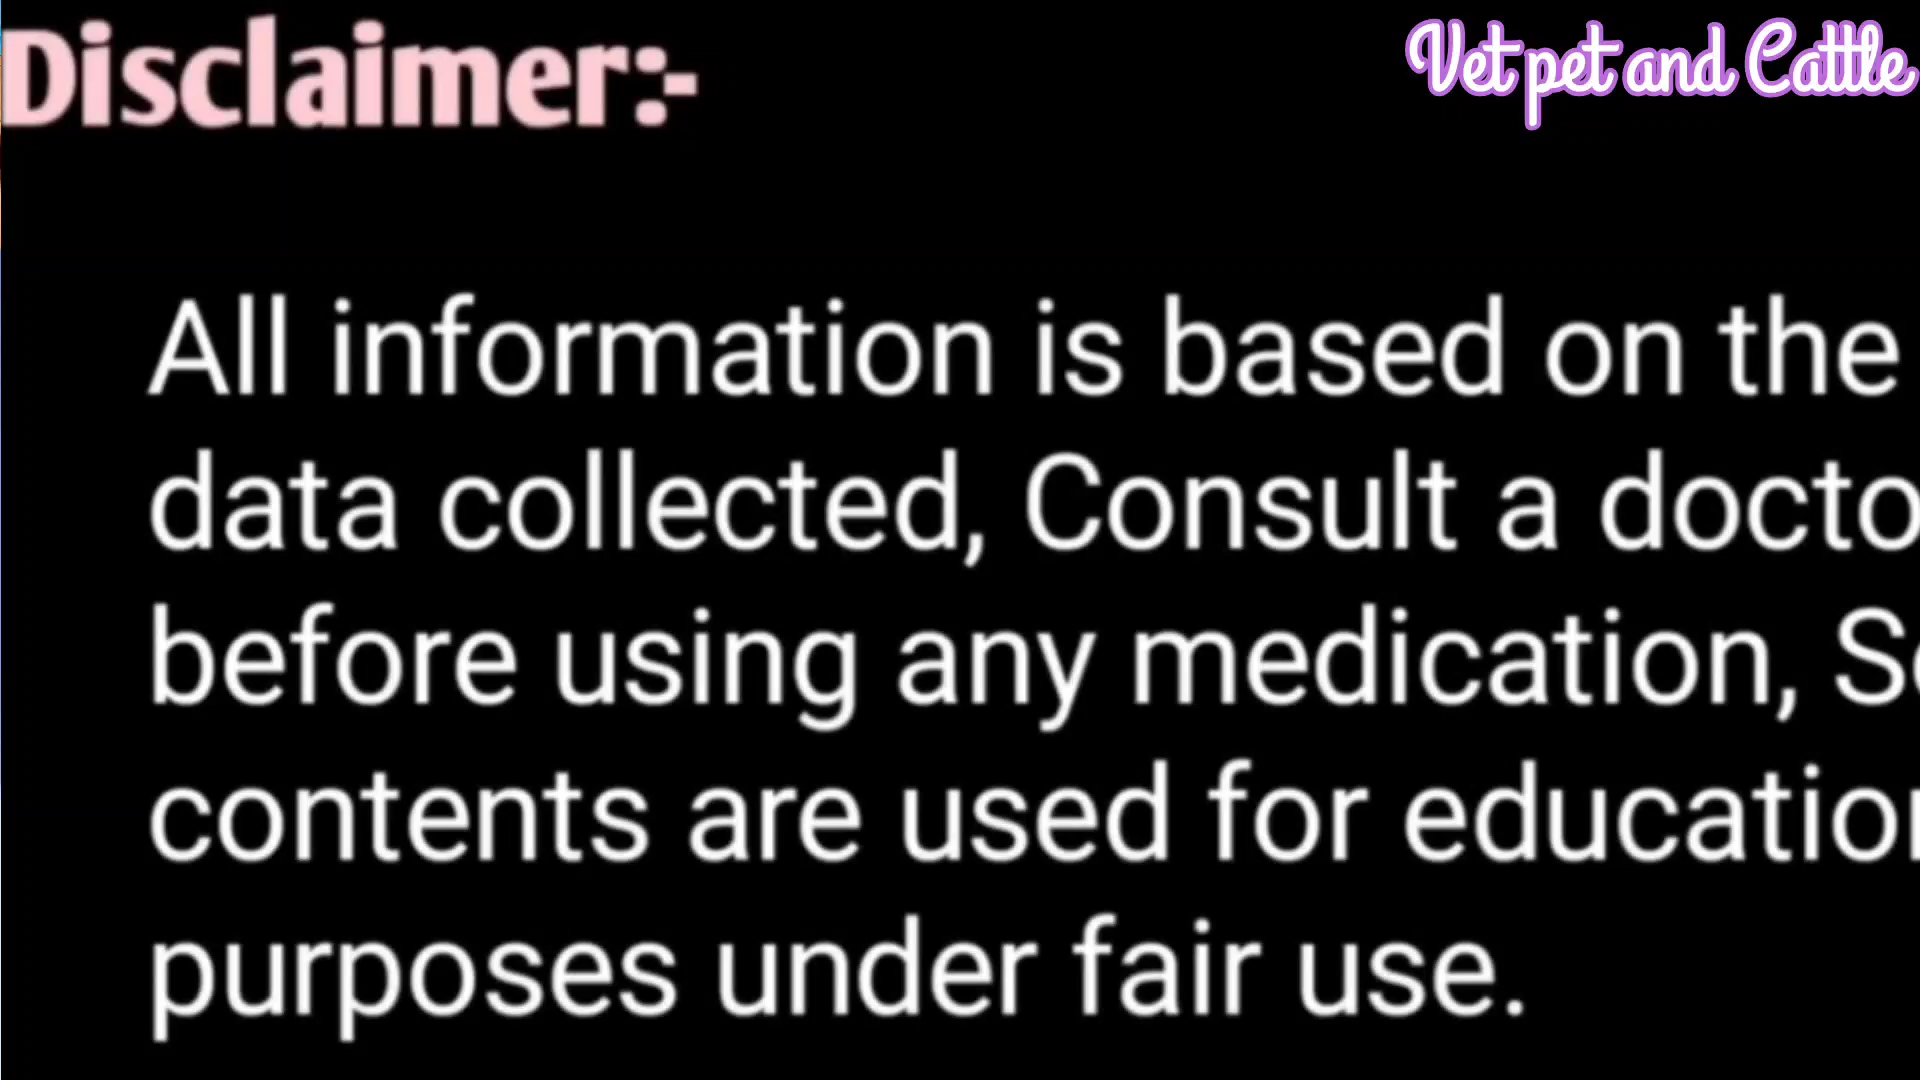 Disclaimer:-
Vet pet and Cattle
All information is based on the
data collected, Consult a docto
before using any medication, S
contents are used for education
purposes under fair use.